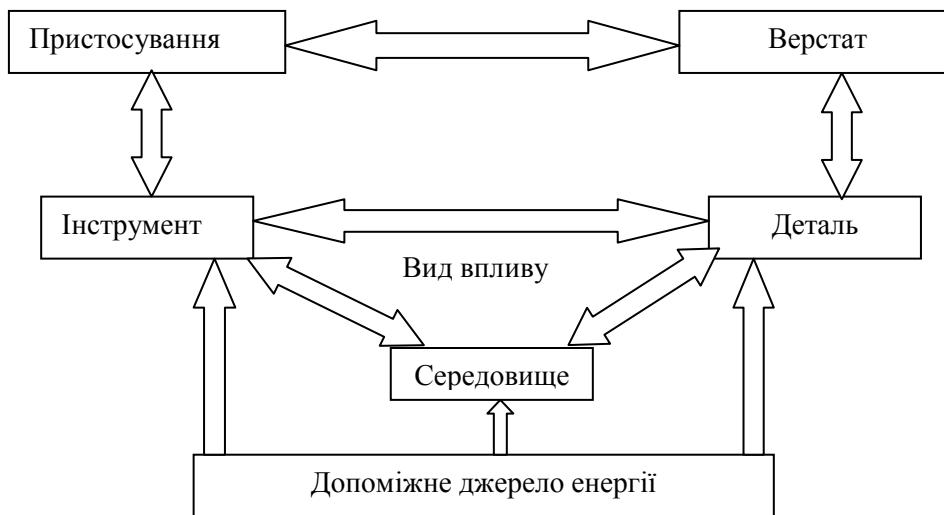 Пристосування
Верстат
Інструмент
Деталь
Вид впливу
Середовище
Допоміжне джерело енергії